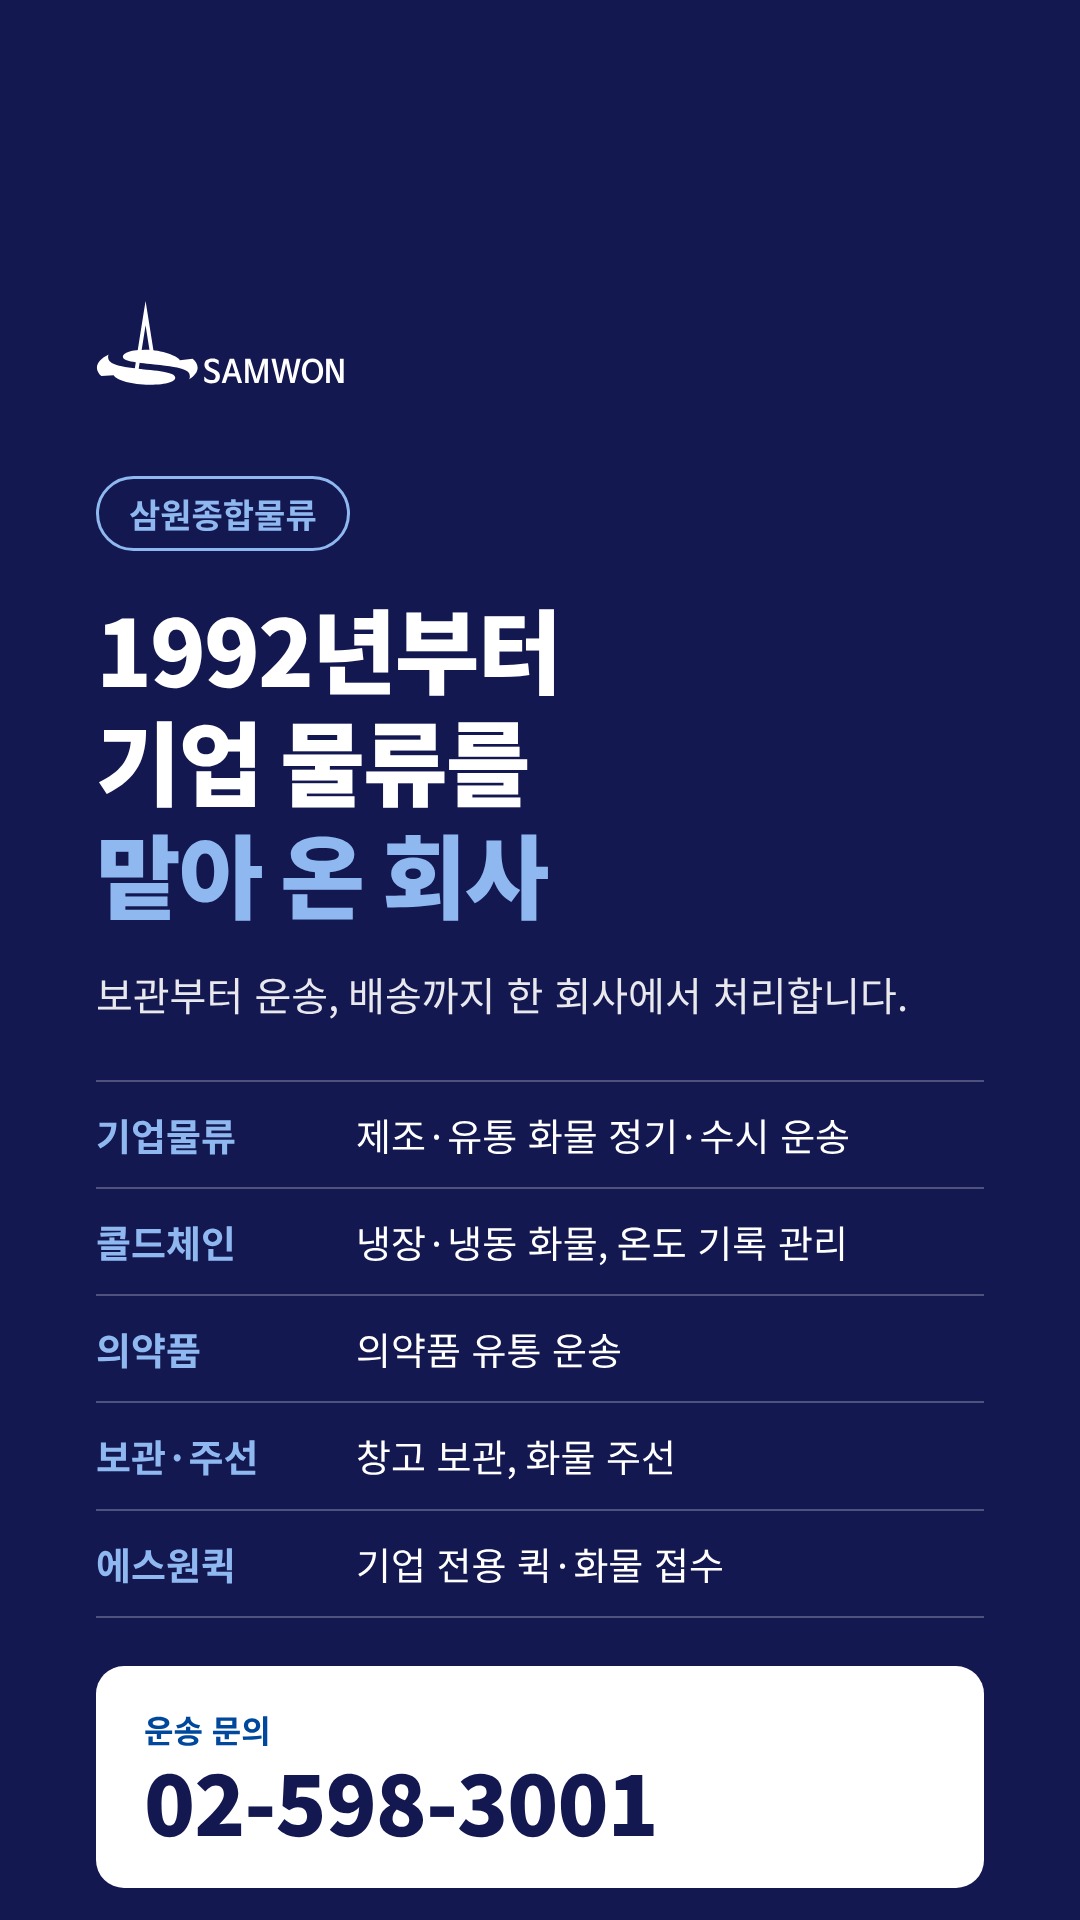 SAMWON
삼원종합물류
1992년부터
기업 물류를
맡아 온 회사
보관부터 운송, 배송까지 한 회사에서 처리합니다.
기업물류 제조·유통 화물 정기·수시 운송
콜드체인 냉장·냉동 화물, 온도 기록 관리
의약품 의약품 유통 운송
보관·주선 창고 보관, 화물 주선
에스원퀵 기업 전용 퀵·화물 접수
운송 문의
02-598-3001